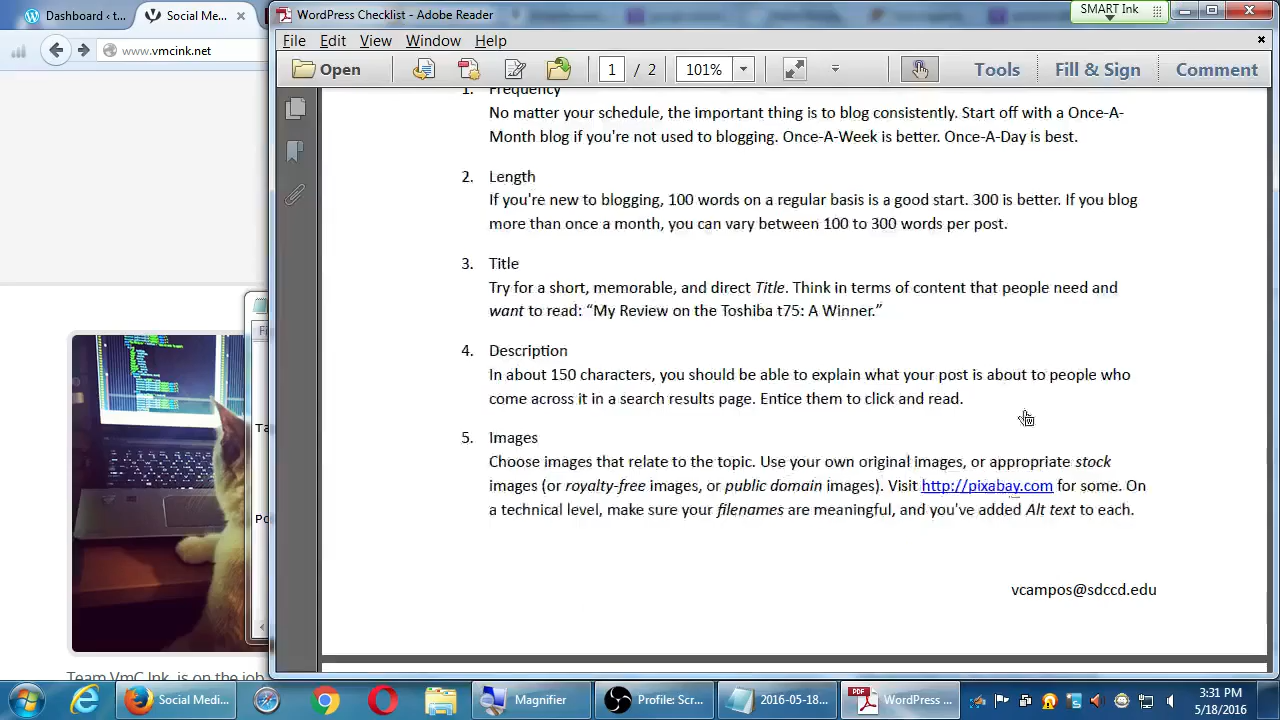 Dashboard ‹ t...
Social Me...
WordPress Checklist - Adobe Reader
SMART Ink
www.vmcink.net
File Edit View Window Help
Open 1 / 2 101% Tools Fill & Sign Comment
1. Frequency
No matter your schedule, the important thing is to blog consistently. Start off with a Once-A-
Month blog if you're not used to blogging. Once-A-Week is better. Once-A-Day is best.
2. Length
If you're new to blogging, 100 words on a regular basis is a good start. 300 is better. If you blog
more than once a month, you can vary between 100 to 300 words per post.
3. Title
Try for a short, memorable, and direct Title. Think in terms of content that people need and
want to read: “My Review on the Toshiba t75: A Winner.”
4. Description
In about 150 characters, you should be able to explain what your post is about to people who
come across it in a search results page. Entice them to click and read.
5. Images
Choose images that relate to the topic. Use your own original images, or appropriate stock
images (or royalty-free images, or public domain images). Visit http://pixabay.com for some. On
a technical level, make sure your filenames are meaningful, and you've added Alt text to each.
vcampos@sdccd.edu
Team VmC Ink, is on the job
Social Medi...
Magnifier
Profile: Scr...
2016-05-18...
WordPress ...
3:31 PM
5/18/2016